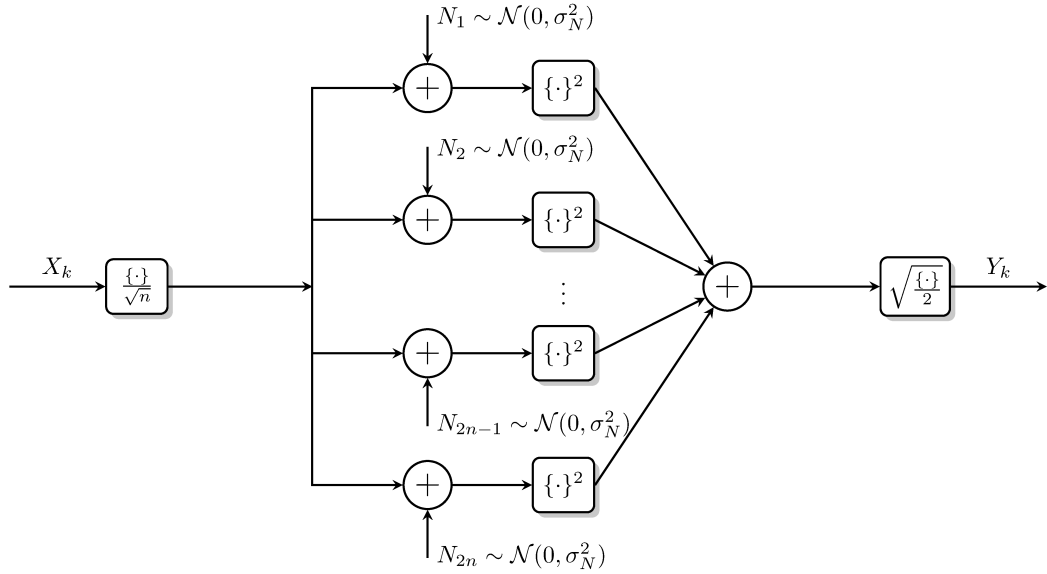 N_1 ∼ 𝒩(0, σ_N^2)
+
{·}^2
N_2 ∼ 𝒩(0, σ_N^2)
+
{·}^2
X_k
{·}/√n
⋮
+
√({·}/2)
Y_k
+
{·}^2
N_{2n−1} ∼ 𝒩(0, σ_N^2)
+
{·}^2
N_{2n} ∼ 𝒩(0, σ_N^2)